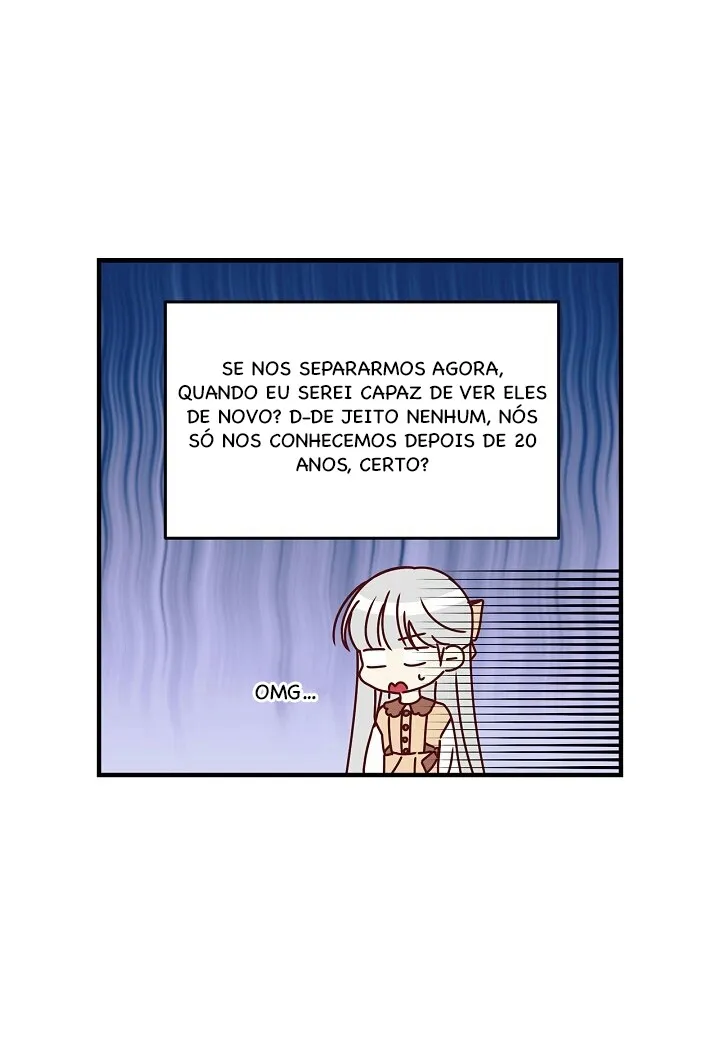 SE NOS SEPARARMOS AGORA,
QUANDO EU SEREI CAPAZ DE VER ELES
DE NOVO? D-DE JEITO NENHUM, NÓS
SÓ NOS CONHECEMOS DEPOIS DE 20
ANOS, CERTO?
OMG...